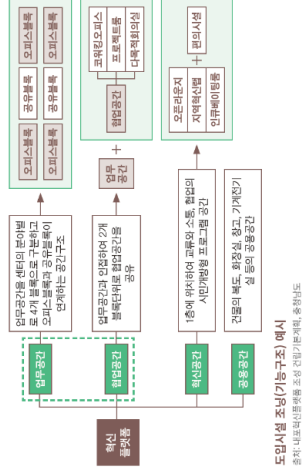 혁신
플랫폼
업무공간
업무공간을 센터의 분야별
로 4개 블록으로 구분하고
오피스블록과 공유블록이
연계하는 공간구조
오피스블록
공유블록
오피스블록
오피스블록
공유블록
오피스블록
협업공간
업무공간과 인접하여 2개
블록단위로 협업공간을
공유
업무
공간
+
협업공간
코워킹오피스
프로젝트룸
다목적회의실
혁신공간
1층에 위치하여 교류와 소통, 협업의
시민개방형 프로그램 공간
오픈라운지
지역혁신랩
인큐베이팅룸
+
편의시설
공용공간
건물의 복도, 화장실, 창고, 기계전기
실 등의 공용공간
도입시설 조닝(기능구조) 예시
출처: 내포혁신플랫폼 조성 건립기본계획, 충청남도